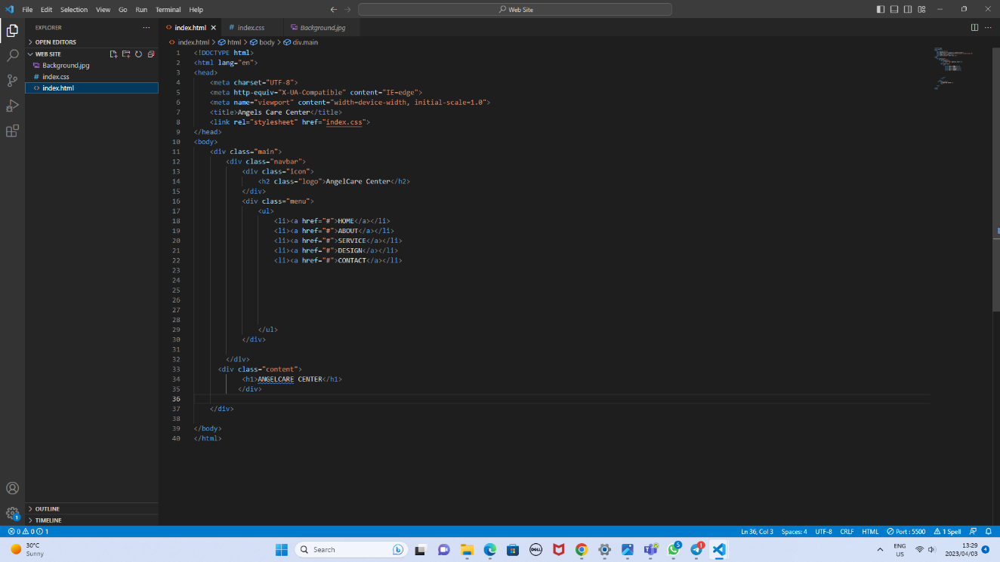 File Edit Selection View Go Run Terminal Help
Web Site
EXPLORER
index.html
# index.css
Background.jpg
OPEN EDITORS
index.html > html > body > div.main
WEB SITE
Background.jpg
# index.css
index.html
1 <!DOCTYPE html>
2 <html lang="en">
3 <head>
4 <meta charset="UTF-8">
5 <meta http-equiv="X-UA-Compatible" content="IE=edge">
6 <meta name="viewport" content="width=device-width, initial-scale=1.0">
7 <title>Angels Care Center</title>
8 <link rel="stylesheet" href="index.css">
9 </head>
10 <body>
11 <div class="main">
12 <div class="navbar">
13 <div class="icon">
14 <h2 class="logo">AngelCare Center</h2>
15 </div>
16 <div class="menu">
17 <ul>
18 <li><a href="#">HOME</a></li>
19 <li><a href="#">ABOUT</a></li>
20 <li><a href="#">SERVICE</a></li>
21 <li><a href="#">DESIGN</a></li>
22 <li><a href="#">CONTACT</a></li>
23
24
25
26
27
28
29 </ul>
30 </div>
31
32 </div>
33 <div class="content">
34 <h1>ANGELCARE CENTER</h1>
35 </div>
36
37 </div>
38
39 </body>
40 </html>
OUTLINE
TIMELINE
1
0 0 1
Ln 36, Col 3 Spaces: 4 UTF-8 CRLF HTML Port : 5500 1 Spell
30°C
Sunny
Search
DELL
5
1
ENG
US
13:29
2023/04/03
4